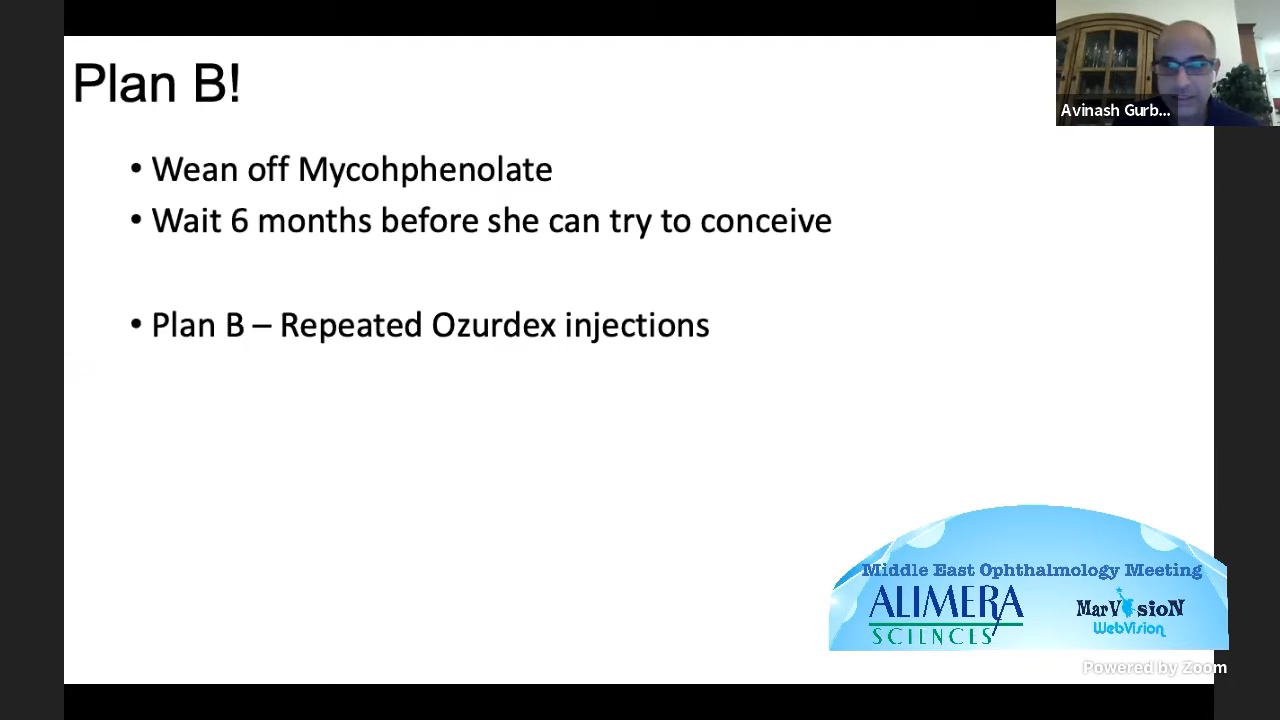 Plan B!
Avinash Gurb...
• Wean off Mycohphenolate
• Wait 6 months before she can try to conceive
• Plan B – Repeated Ozurdex injections
Middle East Ophthalmology Meeting
ALIMERA
SCIENCES
MarVisioN
WebVision
Powered by Zoom